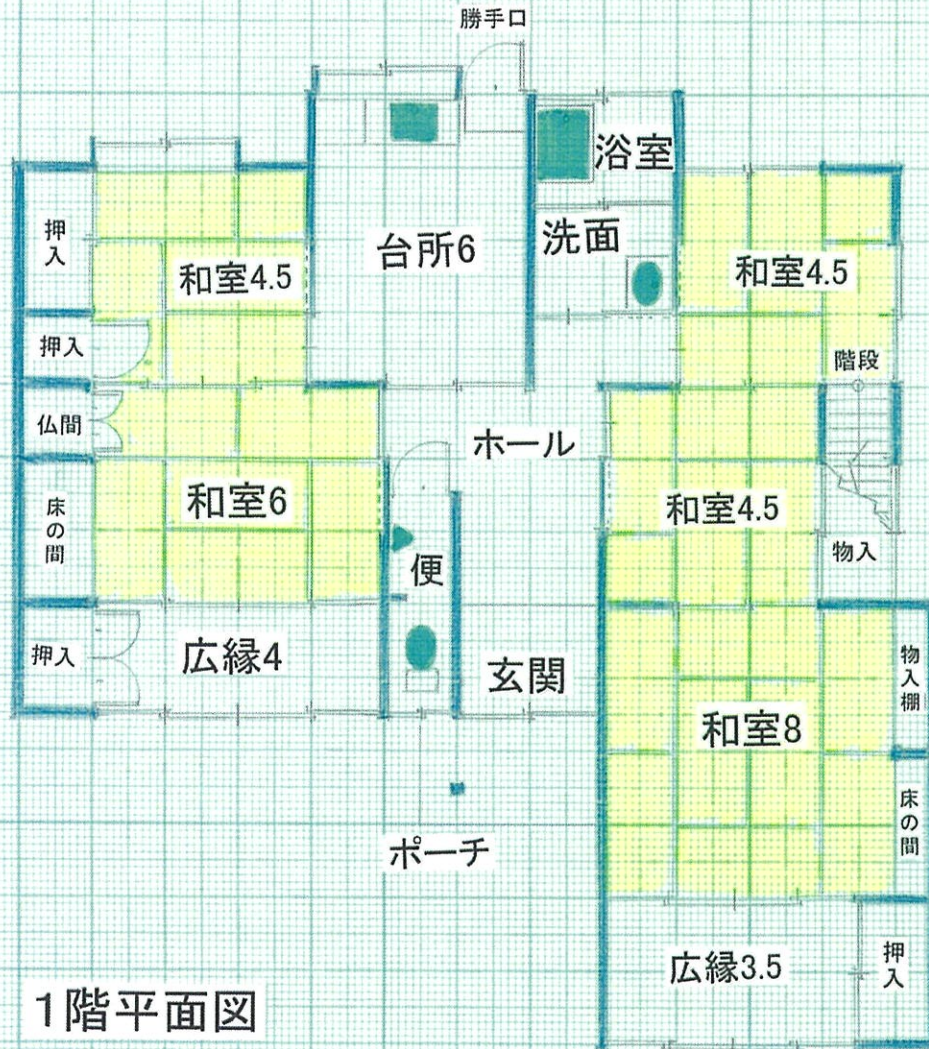 勝手口
浴室
押入
台所6
洗面
和室4.5
和室4.5
押入
階段
仏間
ホール
床の間
和室6
和室4.5
物入
便
押入
広縁4
玄関
物入棚
和室8
床の間
ポーチ
広縁3.5
押入
1階平面図